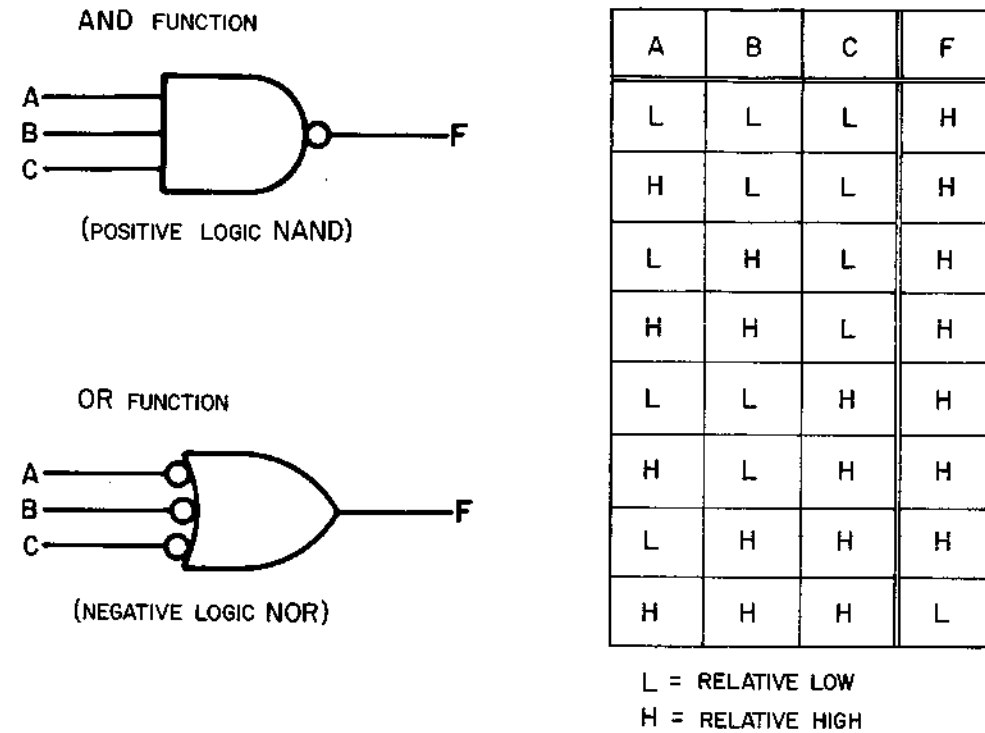 AND FUNCTION
A
B
C
F
(POSITIVE LOGIC NAND)
OR FUNCTION
A
B
C
F
(NEGATIVE LOGIC NOR)
A B C F
L L L H
H L L H
L H L H
H H L H
L L H H
H L H H
L H H H
H H H L
L = RELATIVE LOW
H = RELATIVE HIGH